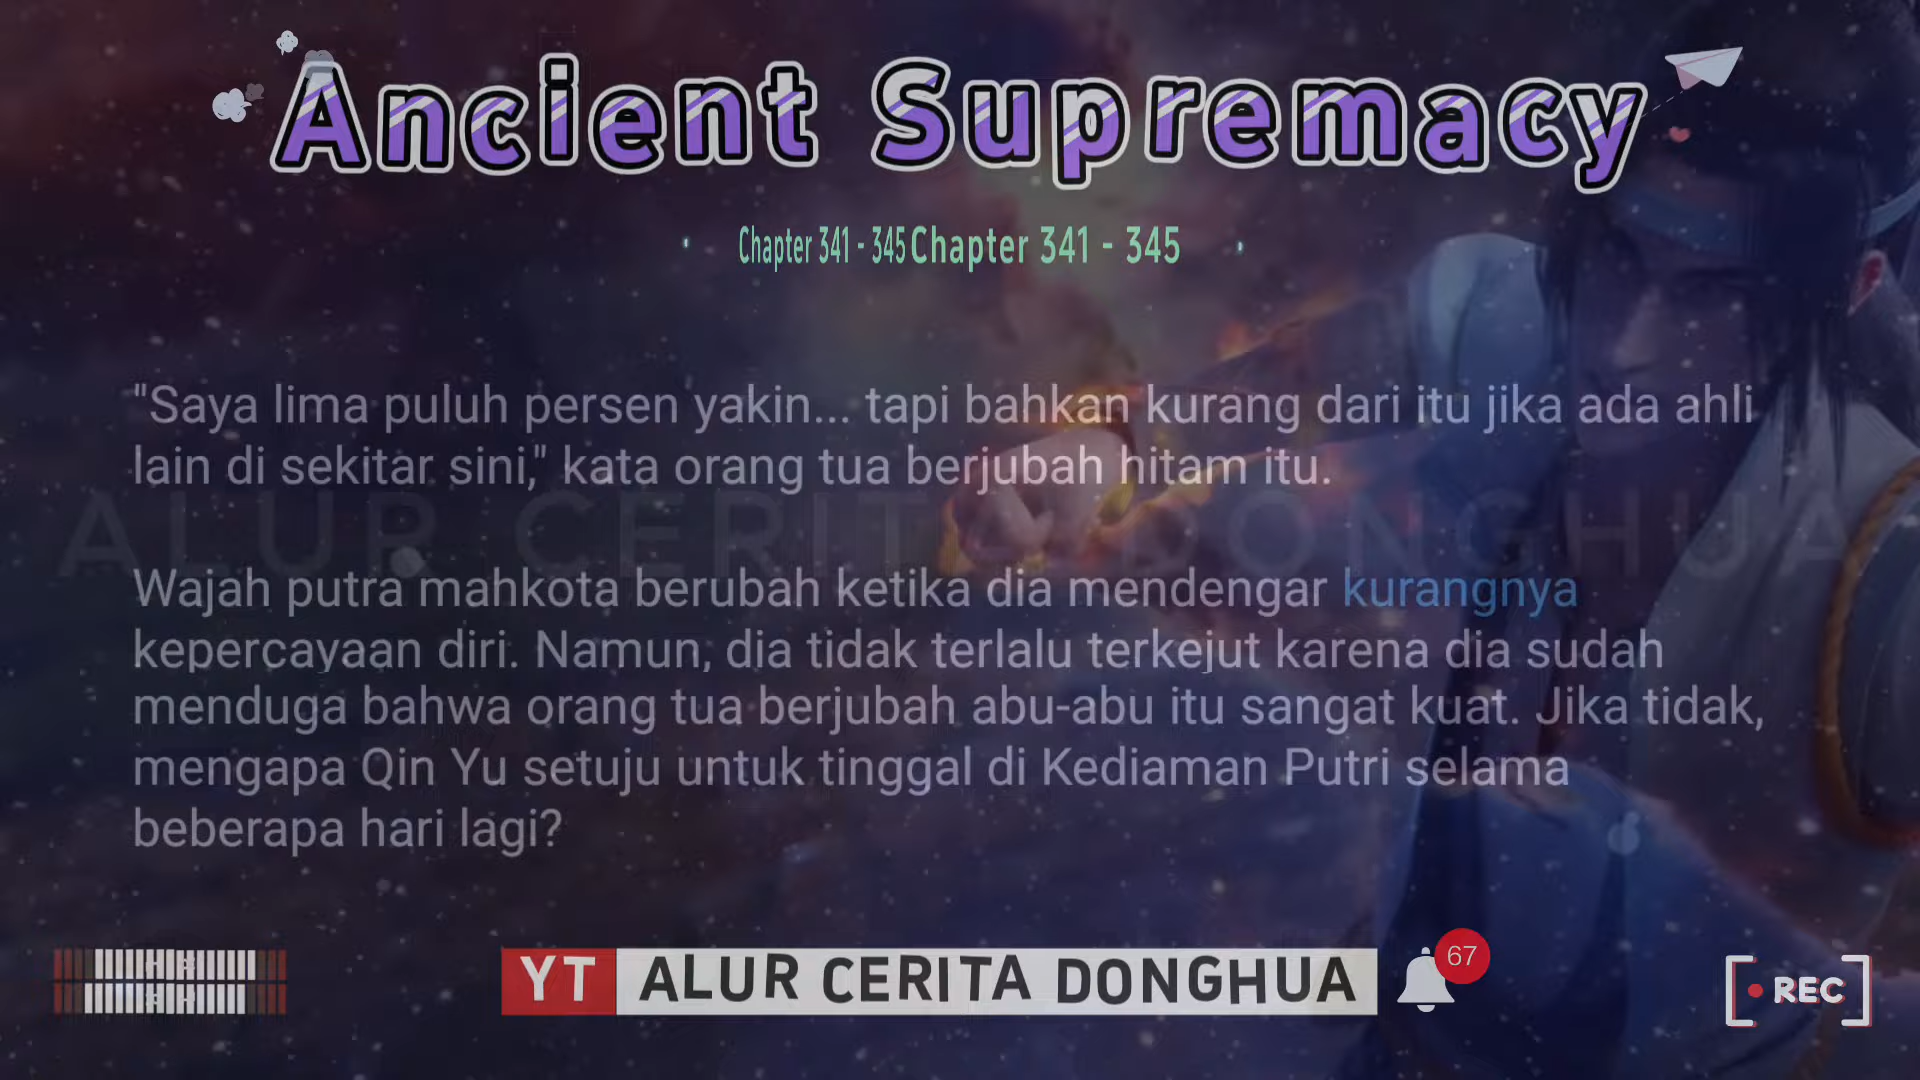 Ancient Supremacy
Chapter 341 - 345Chapter 341 - 345
"Saya lima puluh persen yakin... tapi bahkan kurang dari itu jika ada ahli
lain di sekitar sini," kata orang tua berjubah hitam itu.
ALUR CERITA DONGHUA
Wajah putra mahkota berubah ketika dia mendengar kurangnya
kepercayaan diri. Namun, dia tidak terlalu terkejut karena dia sudah
menduga bahwa orang tua berjubah abu-abu itu sangat kuat. Jika tidak,
mengapa Qin Yu setuju untuk tinggal di Kediaman Putri selama
beberapa hari lagi?
YT ALUR CERITA DONGHUA
67
REC